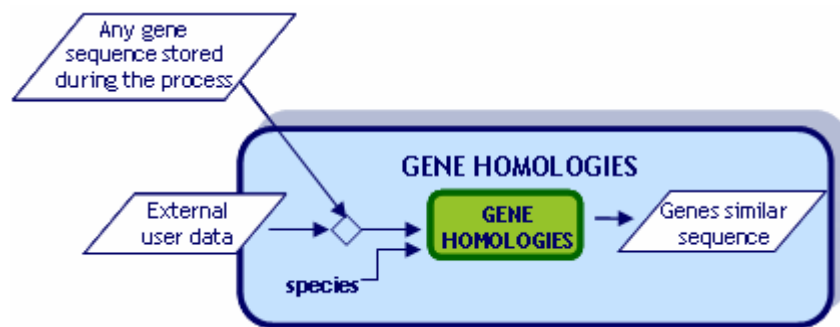 Any gene
sequence stored
during the process
GENE HOMOLOGIES
External
user data
GENE
HOMOLOGIES
Genes similar
sequence
species